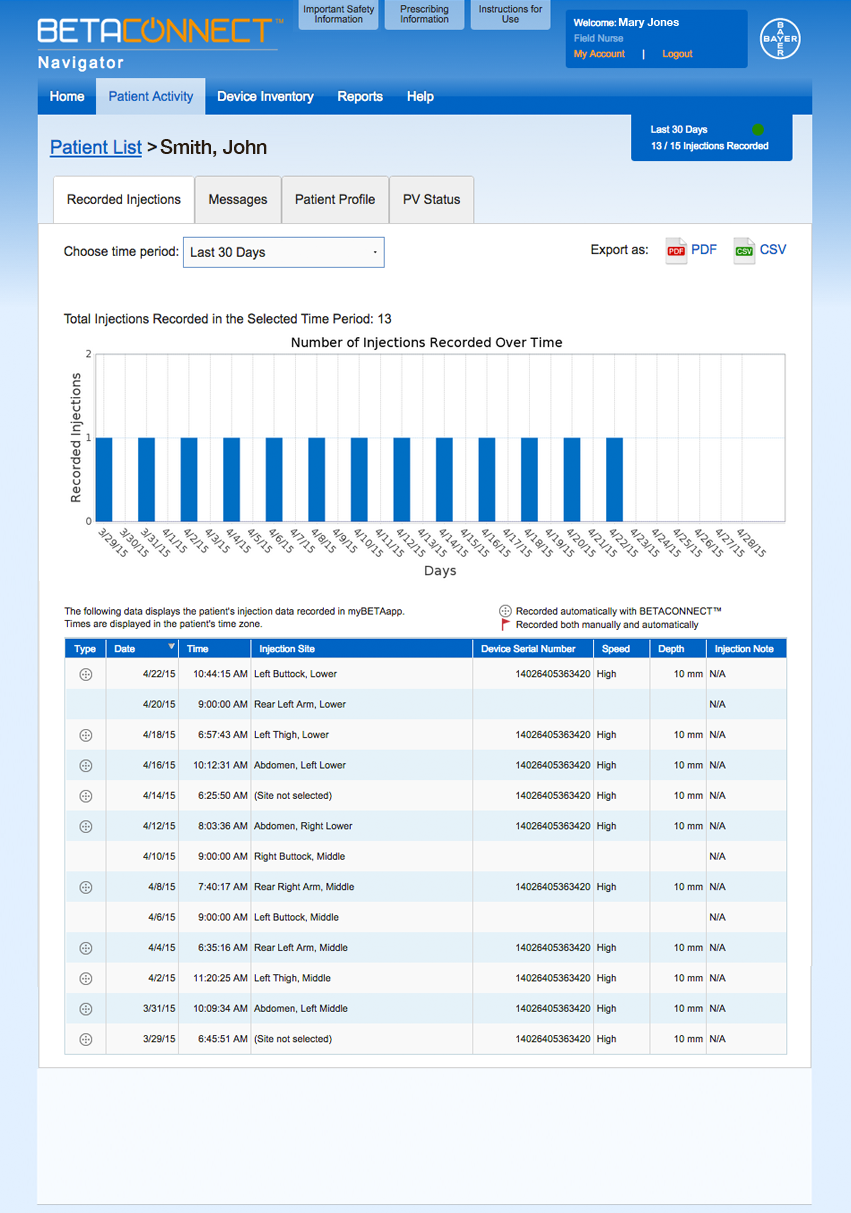 Important Safety Information
Prescribing Information
Instructions for Use
BETACONNECT™
Navigator
Welcome: Mary Jones
Field Nurse
My Account | Logout
BAYER
BAYER
Home Patient Activity Device Inventory Reports Help
Last 30 Days
13 / 15 Injections Recorded
Patient List > Smith, John
Recorded Injections Messages Patient Profile PV Status
Choose time period: Last 30 Days
Export as: PDF PDF CSV CSV
Total Injections Recorded in the Selected Time Period: 13
Number of Injections Recorded Over Time
Recorded Injections
2
1
0
3/29/15 3/30/15 3/31/15 4/1/15 4/2/15 4/3/15 4/4/15 4/5/15 4/6/15 4/7/15 4/8/15 4/9/15 4/10/15 4/11/15 4/12/15 4/13/15 4/14/15 4/15/15 4/16/15 4/17/15 4/18/15 4/19/15 4/20/15 4/21/15 4/22/15 4/23/15 4/24/15 4/25/15 4/26/15 4/27/15 4/28/15
Days
The following data displays the patient's injection data recorded in myBETAapp.
Times are displayed in the patient's time zone.
Recorded automatically with BETACONNECT™
Recorded both manually and automatically
Type Date Time Injection Site Device Serial Number Speed Depth Injection Note
4/22/15 10:44:15 AM Left Buttock, Lower 14026405363420 High 10 mm N/A
4/20/15 9:00:00 AM Rear Left Arm, Lower N/A
4/18/15 6:57:43 AM Left Thigh, Lower 14026405363420 High 10 mm N/A
4/16/15 10:12:31 AM Abdomen, Left Lower 14026405363420 High 10 mm N/A
4/14/15 6:25:50 AM (Site not selected) 14026405363420 High 10 mm N/A
4/12/15 8:03:36 AM Abdomen, Right Lower 14026405363420 High 10 mm N/A
4/10/15 9:00:00 AM Right Buttock, Middle N/A
4/8/15 7:40:17 AM Rear Right Arm, Middle 14026405363420 High 10 mm N/A
4/6/15 9:00:00 AM Left Buttock, Middle N/A
4/4/15 6:35:16 AM Rear Left Arm, Middle 14026405363420 High 10 mm N/A
4/2/15 11:20:25 AM Left Thigh, Middle 14026405363420 High 10 mm N/A
3/31/15 10:09:34 AM Abdomen, Left Middle 14026405363420 High 10 mm N/A
3/29/15 6:45:51 AM (Site not selected) 14026405363420 High 10 mm N/A